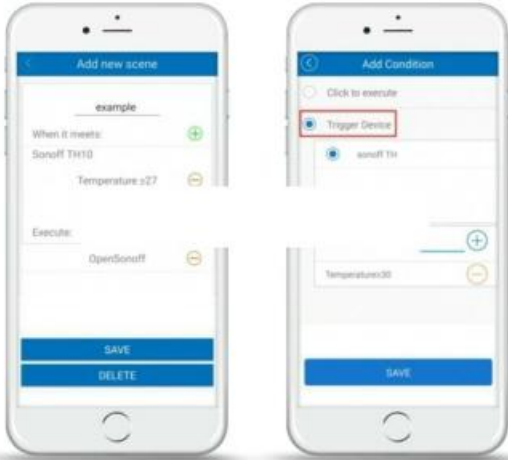 Add new scene
example
When it meets:
Sonoff TH10
Temperature ≥27
Execute:
OpenSonoff
SAVE
DELETE
Add Condition
Click to execute
Trigger Device
sonoff TH
Temperature≥30
SAVE